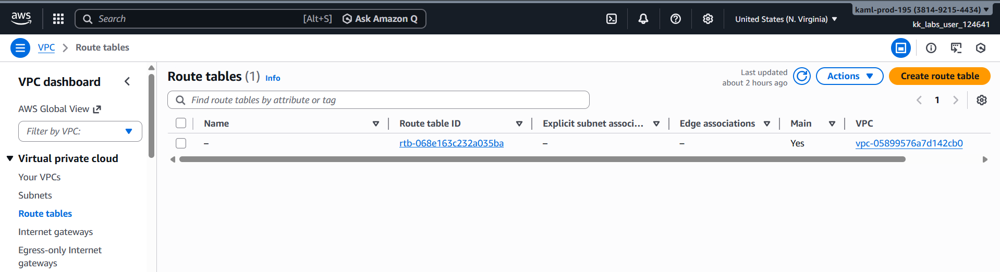 aws
Search [Alt+S] Ask Amazon Q
United States (N. Virginia)
kaml-prod-195 (3814-9215-4434)
kk_labs_user_124641
VPC Route tables
VPC dashboard
AWS Global View
Filter by VPC:
Virtual private cloud
Your VPCs
Subnets
Route tables
Internet gateways
Egress-only Internet
gateways
Route tables (1) Info
Last updated
about 2 hours ago
Actions
Create route table
Find route tables by attribute or tag
1
Name Route table ID Explicit subnet associ... Edge associations Main VPC
– rtb-068e163c232a035ba – – Yes vpc-05899576a7d142cb0